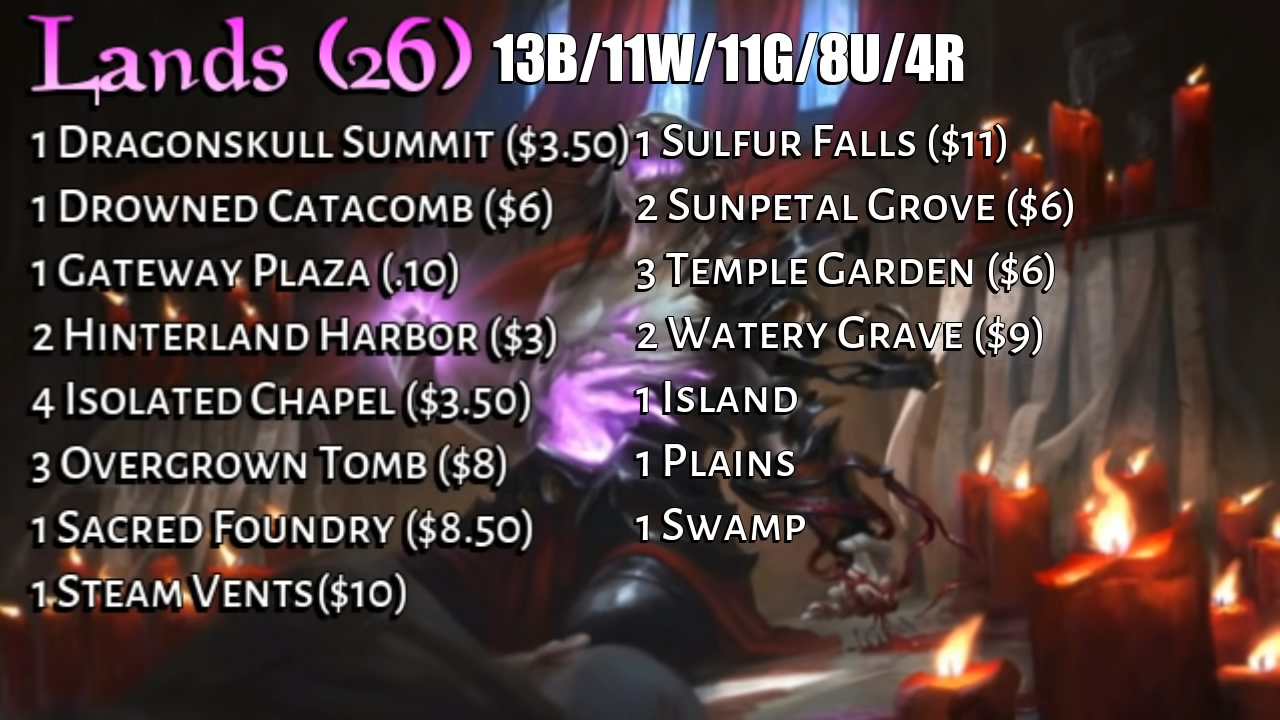 Lands (26) 13B/11W/11G/8U/4R
1 Dragonskull Summit ($3.50)
1 Drowned Catacomb ($6)
1 Gateway Plaza (.10)
2 Hinterland Harbor ($3)
4 Isolated Chapel ($3.50)
3 Overgrown Tomb ($8)
1 Sacred Foundry ($8.50)
1 Steam Vents($10)
1 Sulfur Falls ($11)
2 Sunpetal Grove ($6)
3 Temple Garden ($6)
2 Watery Grave ($9)
1 Island
1 Plains
1 Swamp